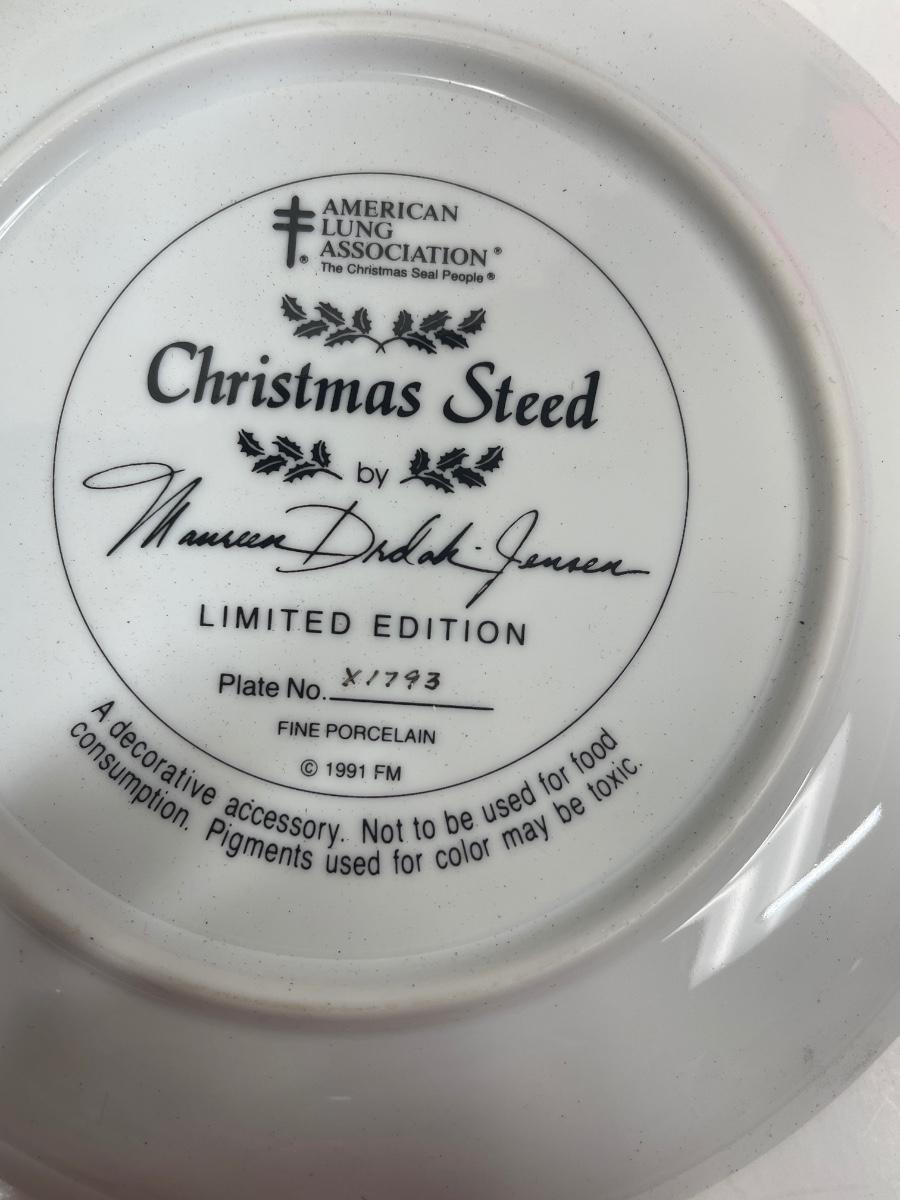 AMERICAN
LUNG
ASSOCIATION®
®
The Christmas Seal People®
Christmas Steed
by
Maureen Drdak-Jensen
LIMITED EDITION
Plate No. X1793
FINE PORCELAIN
© 1991 FM
A decorative accessory. Not to be used for food
consumption. Pigments used for color may be toxic.